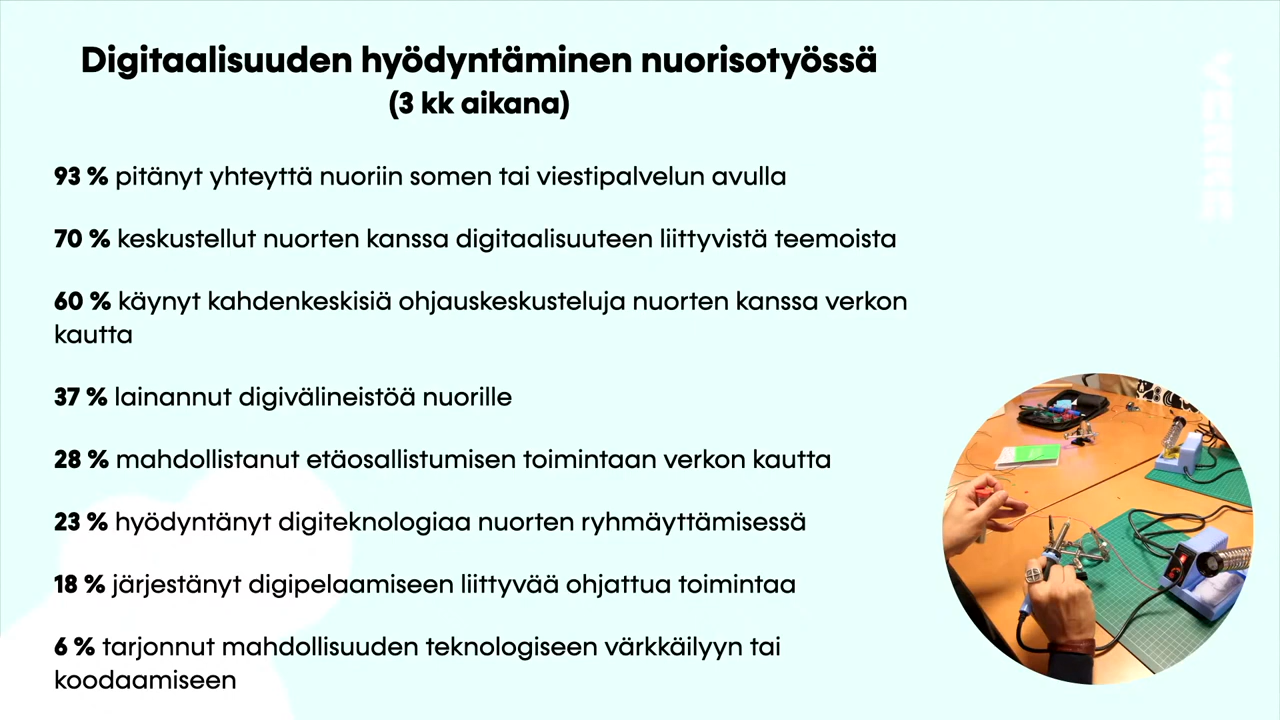 Digitaalisuuden hyödyntäminen nuorisotyössä
(3 kk aikana)
93 % pitänyt yhteyttä nuoriin somen tai viestipalvelun avulla
70 % keskustellut nuorten kanssa digitaalisuuteen liittyvistä teemoista
60 % käynyt kahdenkeskisiä ohjauskeskusteluja nuorten kanssa verkon
kautta
37 % lainannut digivälineistöä nuorille
28 % mahdollistanut etäosallistumisen toimintaan verkon kautta
23 % hyödyntänyt digiteknologiaa nuorten ryhmäyttämisessä
18 % järjestänyt digipelaamiseen liittyvää ohjattua toimintaa
6 % tarjonnut mahdollisuuden teknologiseen värkkäilyyn tai
koodaamiseen
VERKE